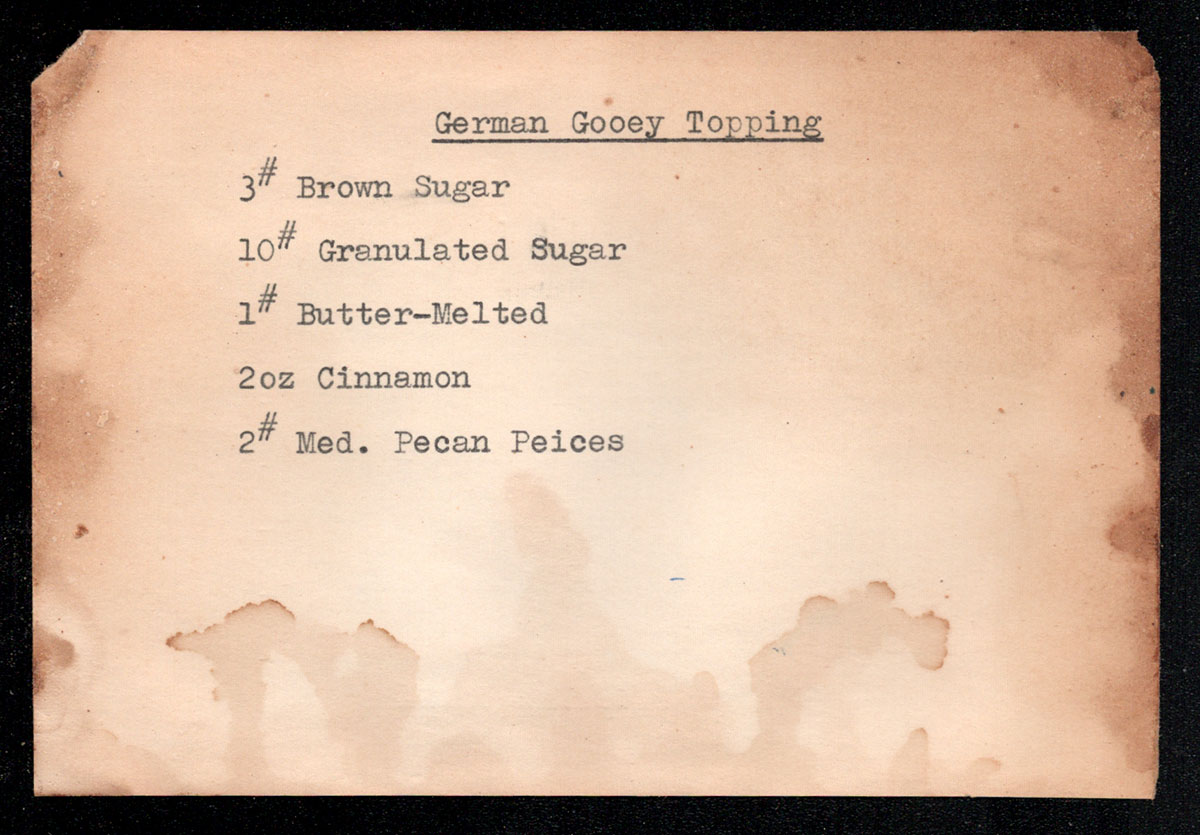 German Gooey Topping
3# Brown Sugar
10# Granulated Sugar
1# Butter-Melted
2oz Cinnamon
2# Med. Pecan Peices